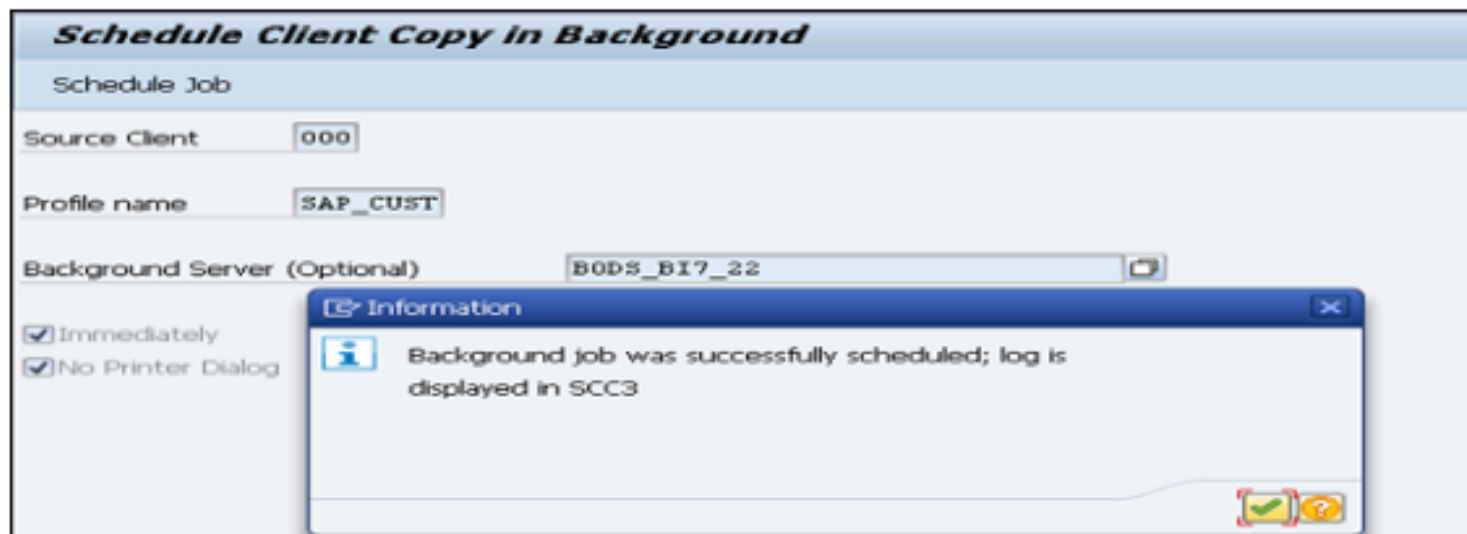 Schedule Client Copy in Background
Schedule Job
Source Client 000
Profile name SAP_CUST
Background Server (Optional) BODS_BI7_22
Information
Immediately
No Printer Dialog
Background job was successfully scheduled; log is
displayed in SCC3